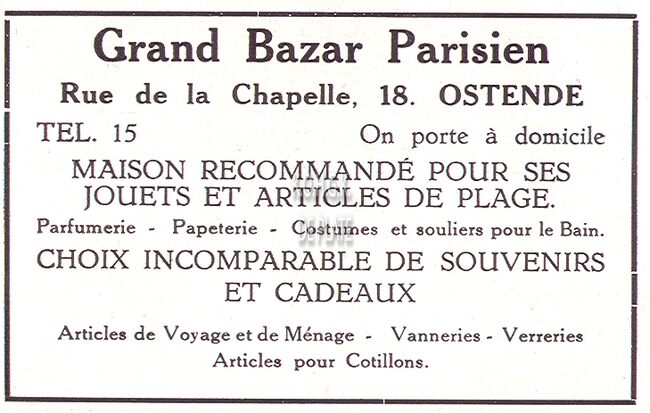 Grand Bazar Parisien
Rue de la Chapelle, 18. OSTENDE
TEL. 15 On porte à domicile
MAISON RECOMMANDÉ POUR SES
JOUETS ET ARTICLES DE PLAGE.
Parfumerie - Papeterie - Costumes et souliers pour le Bain.
CHOIX INCOMPARABLE DE SOUVENIRS
ET CADEAUX
Articles de Voyage et de Ménage - Vanneries - Verreries
Articles pour Cotillons.